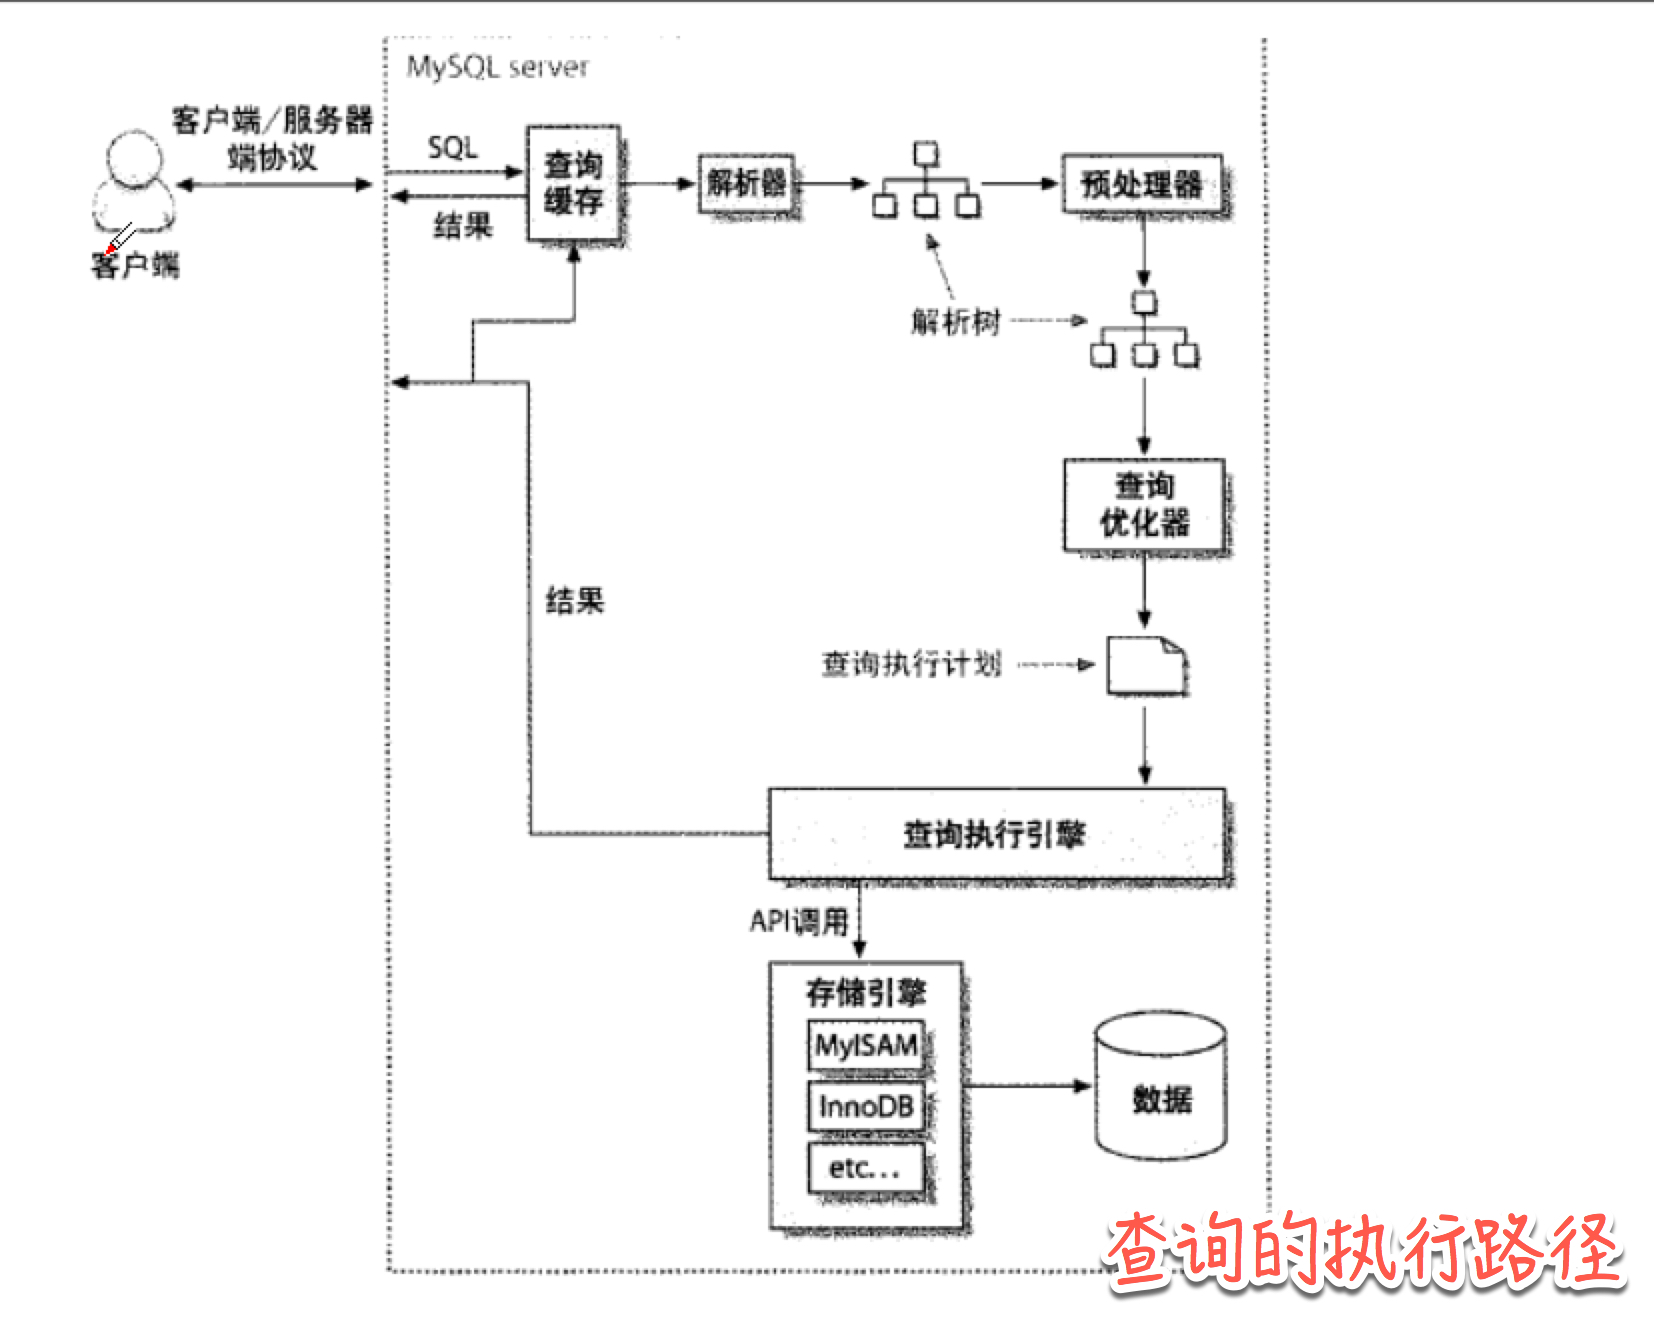 MySQL server
客户端/服务器
端协议
SQL
结果
客户端
查询
缓存
解析器
预处理器
解析树
查询
优化器
结果
查询执行计划
查询执行引擎
API调用
存储引擎
MyISAM
InnoDB
etc...
数据
查询的执行路径